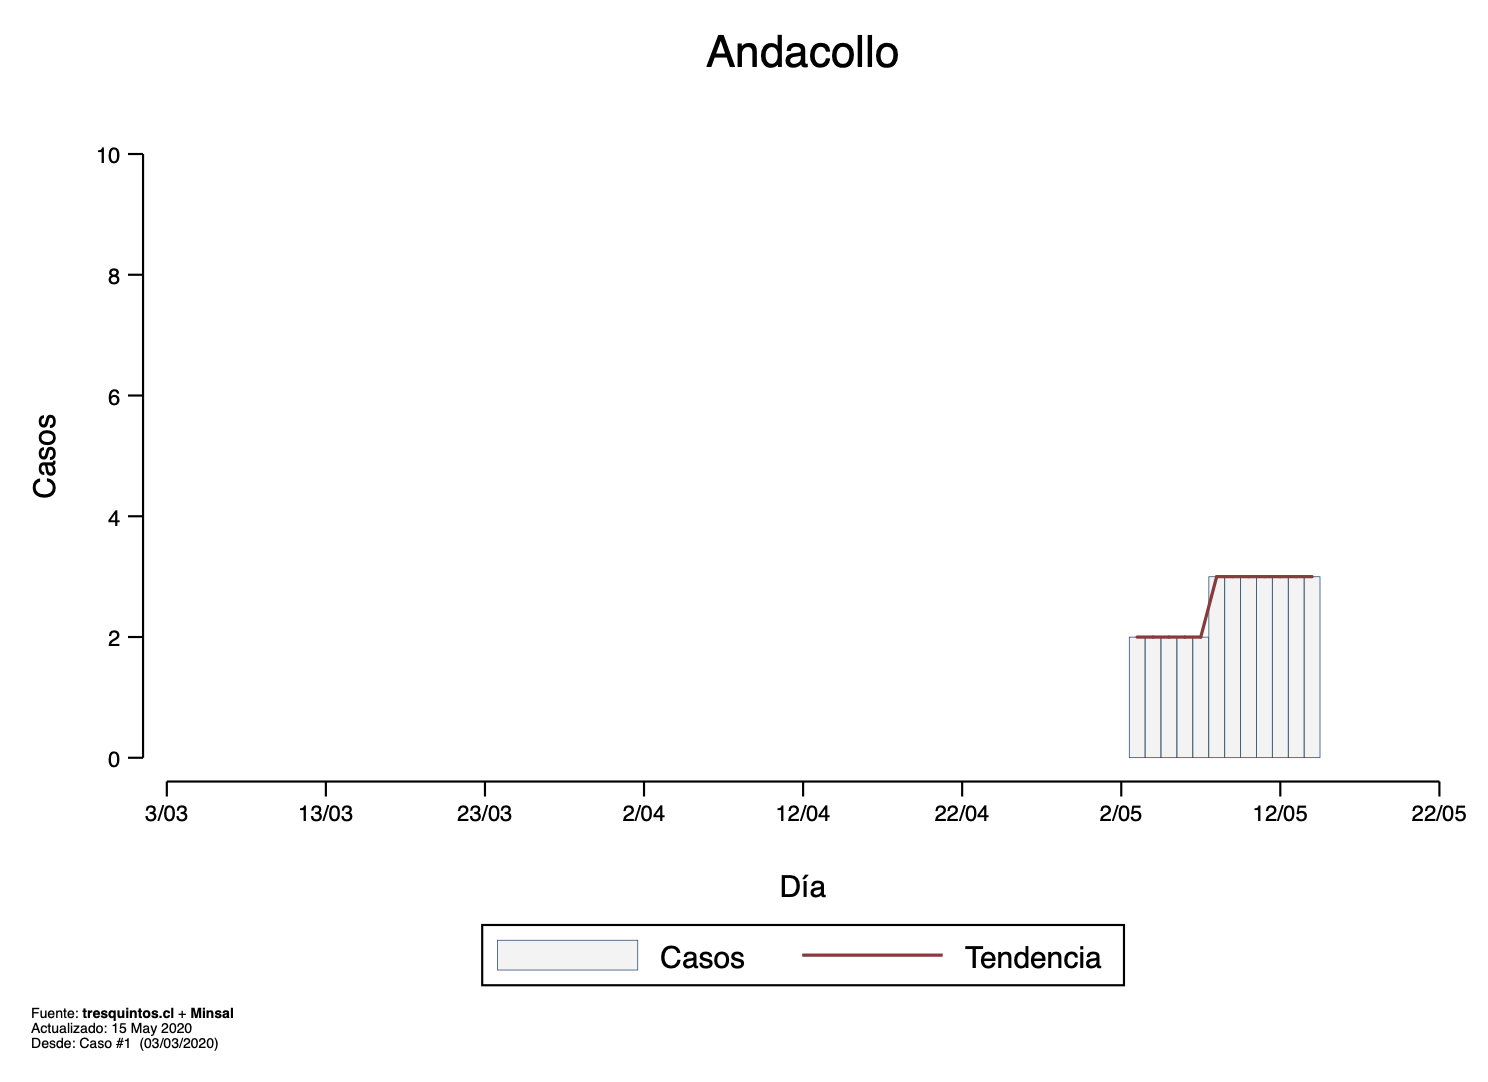 Andacollo
Casos
10
8
6
4
2
0
3/03 13/03 23/03 2/04 12/04 22/04 2/05 12/05 22/05
Día
Casos Tendencia
Fuente: tresquintos.cl + Minsal
Actualizado: 15 May 2020
Desde: Caso #1 (03/03/2020)